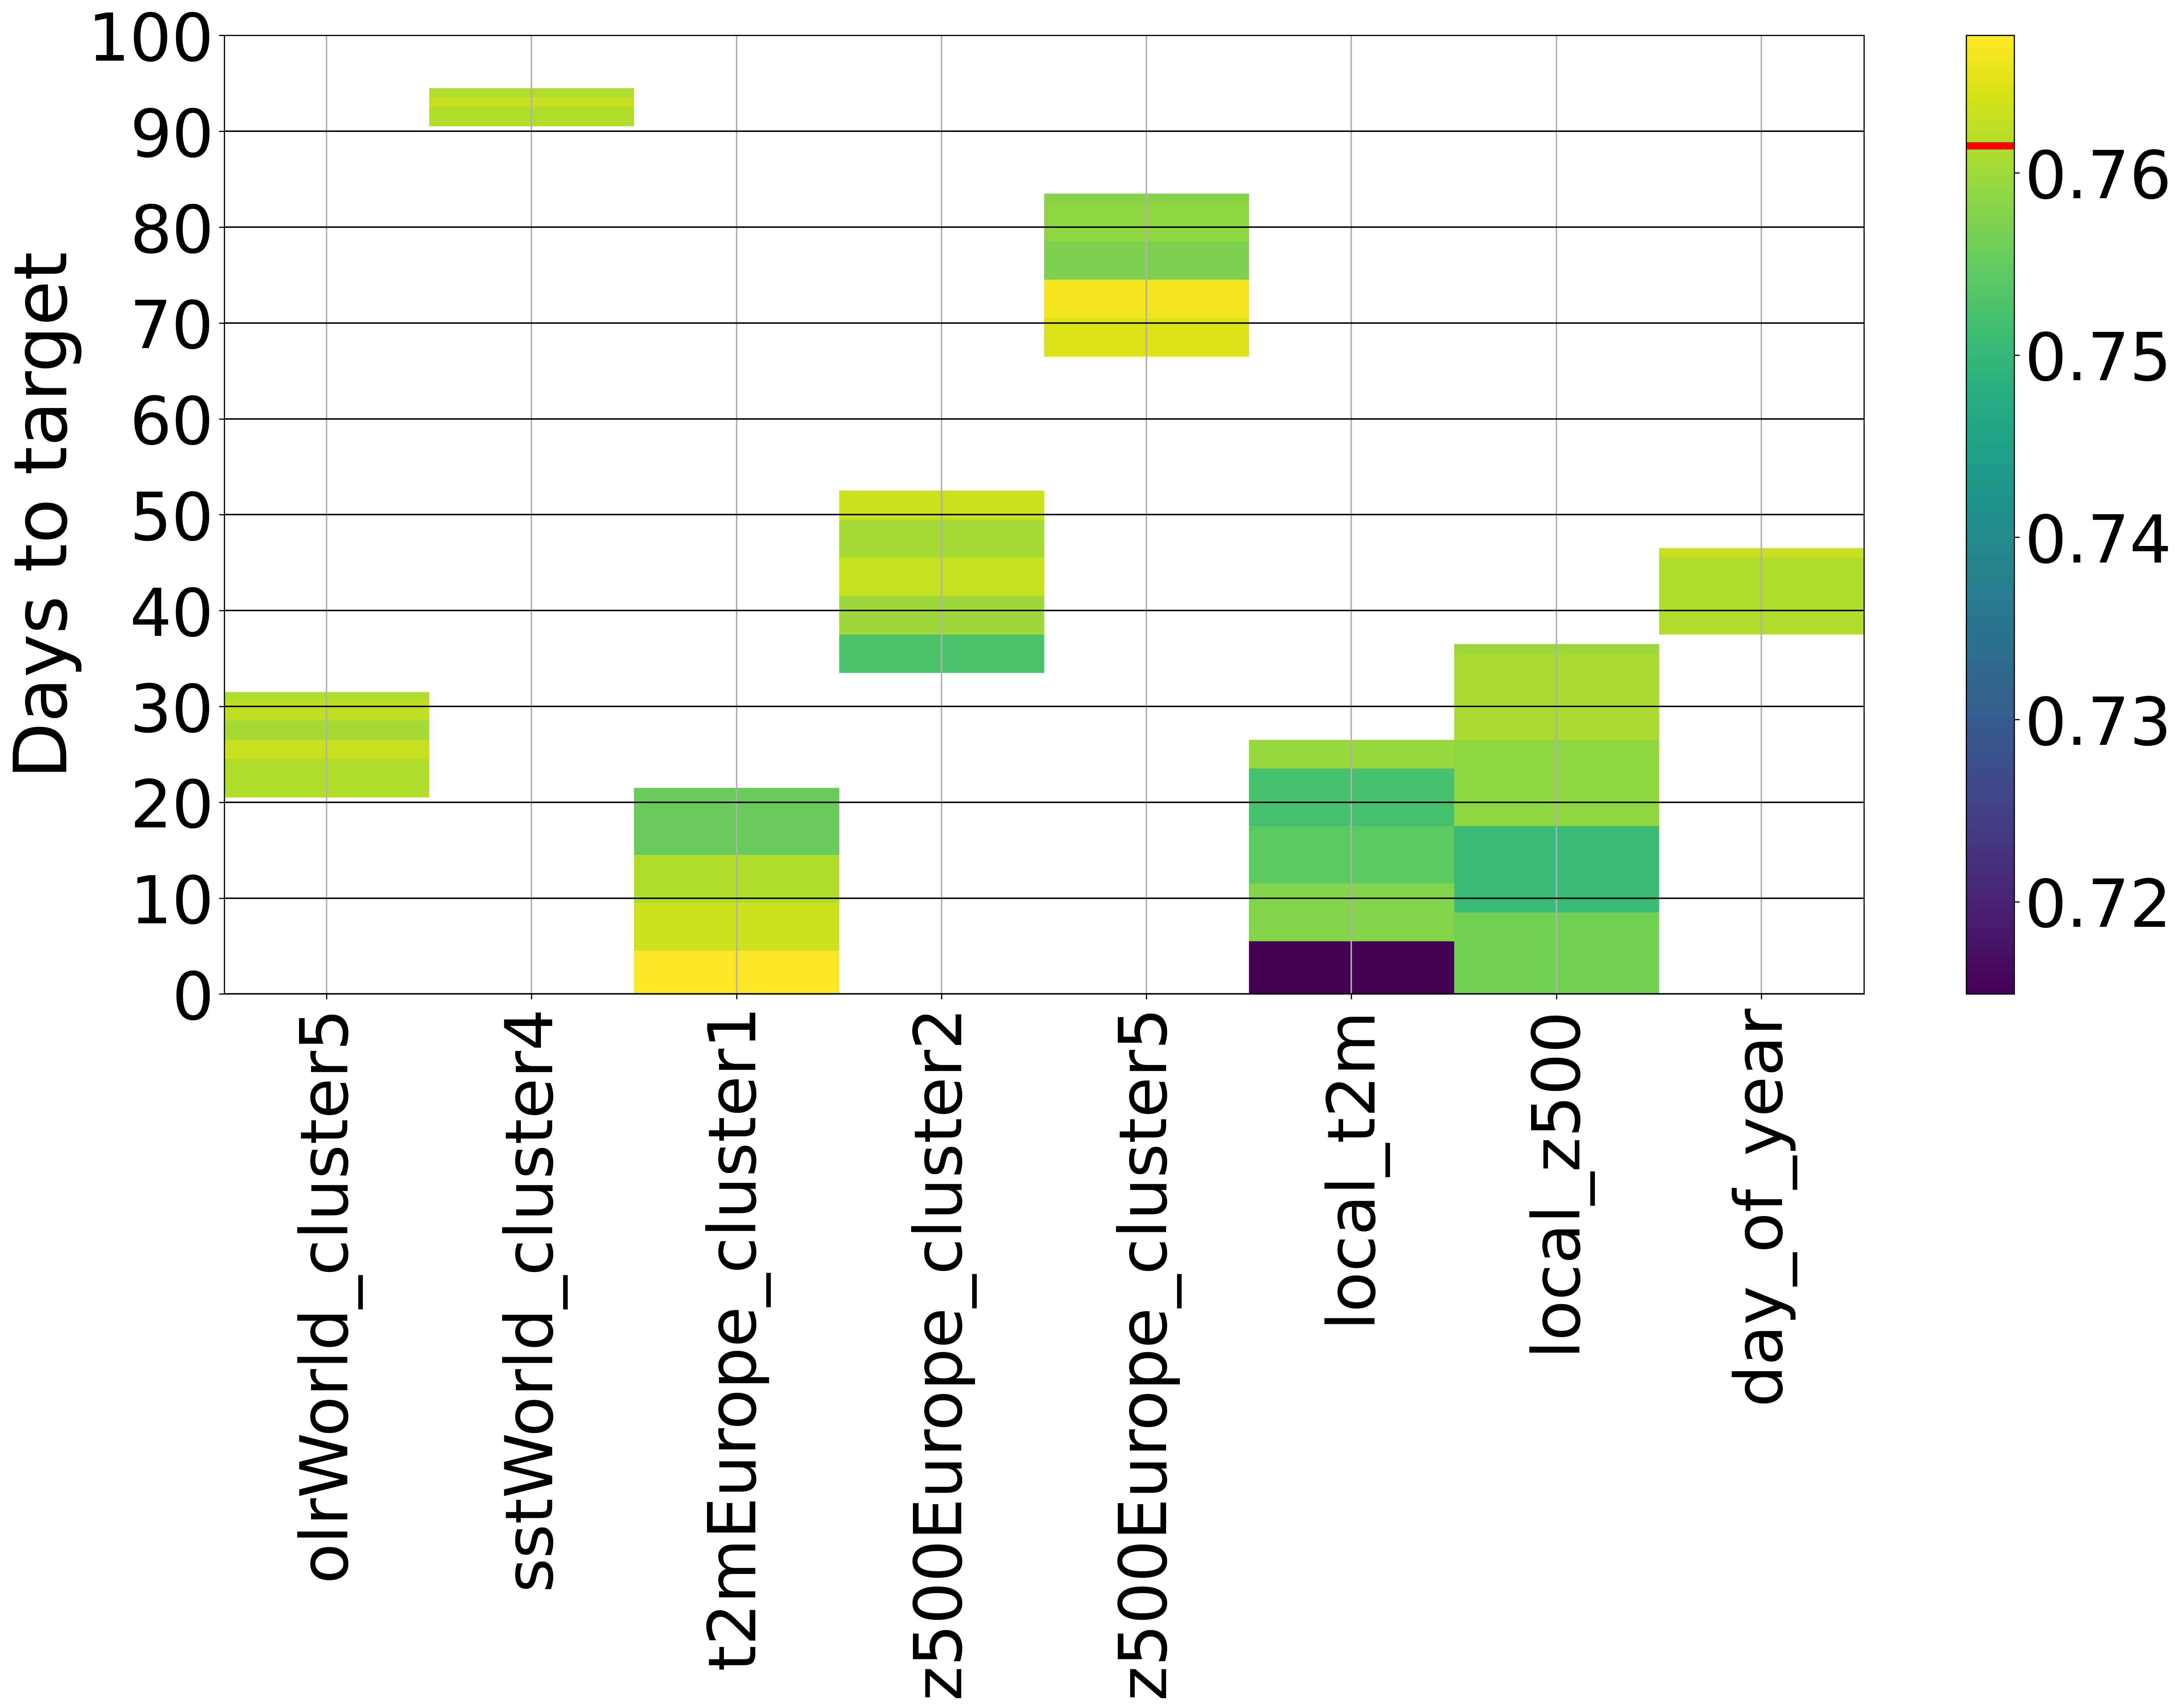 Days to target
100
90
80
70
60
50
40
30
20
10
0
olrWorld_cluster5
sstWorld_cluster4
t2mEurope_cluster1
z500Europe_cluster2
z500Europe_cluster5
local_t2m
local_z500
day_of_year
0.76
0.75
0.74
0.73
0.72